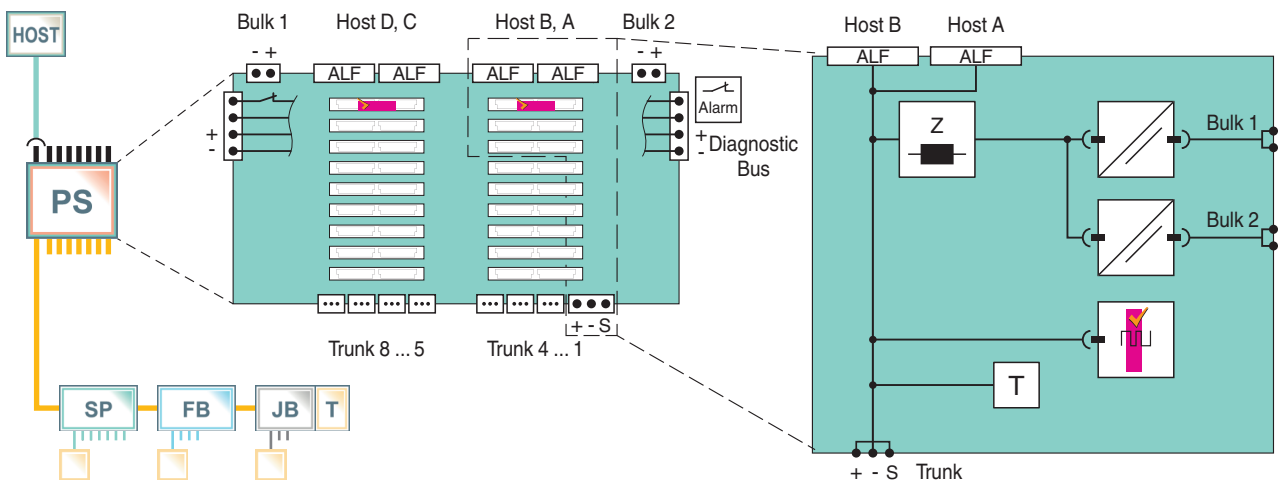 HOST
PS
SP
FB
JB
T
Bulk 1
Host D, C
Host B, A
Bulk 2
- +
- +
ALF
ALF
ALF
ALF
+
-
Alarm
+
-
Diagnostic
Bus
+ - S
Trunk 8 ... 5
Trunk 4 ... 1
Host B
Host A
ALF
ALF
Z
Bulk 1
Bulk 2
T
+ - S Trunk